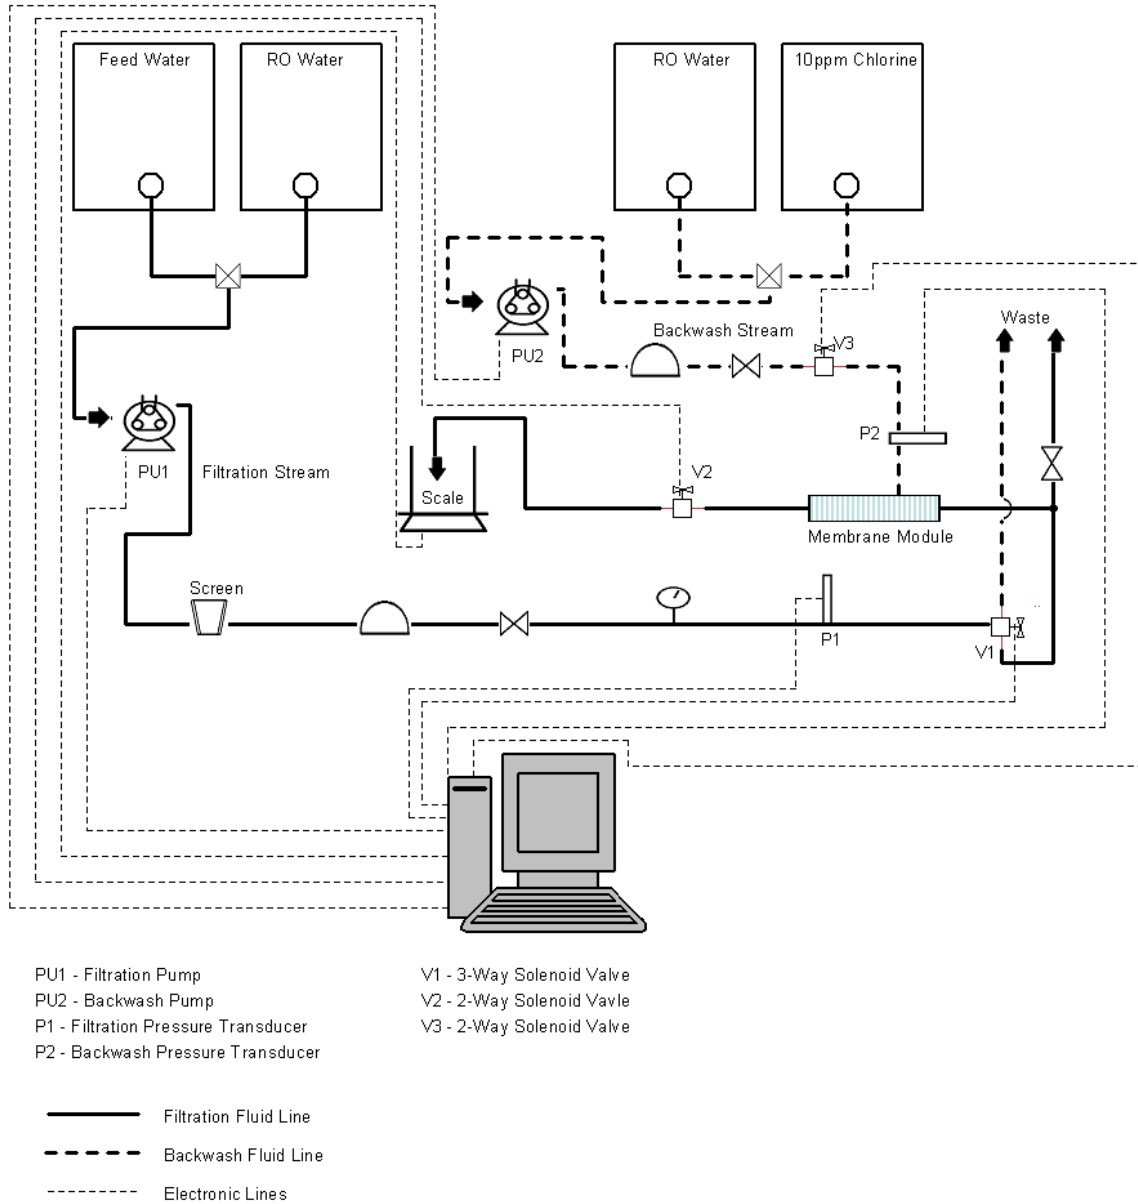 Feed Water
RO Water
RO Water
10ppm Chlorine
Waste
Backwash Stream
V3
PU2
P2
PU1
Filtration Stream
V2
Scale
Membrane Module
Screen
P1
V1
PU1 - Filtration Pump
PU2 - Backwash Pump
P1 - Filtration Pressure Transducer
P2 - Backwash Pressure Transducer
V1 - 3-Way Solenoid Valve
V2 - 2-Way Solenoid Vavle
V3 - 2-Way Solenoid Valve
Filtration Fluid Line
Backwash Fluid Line
Electronic Lines